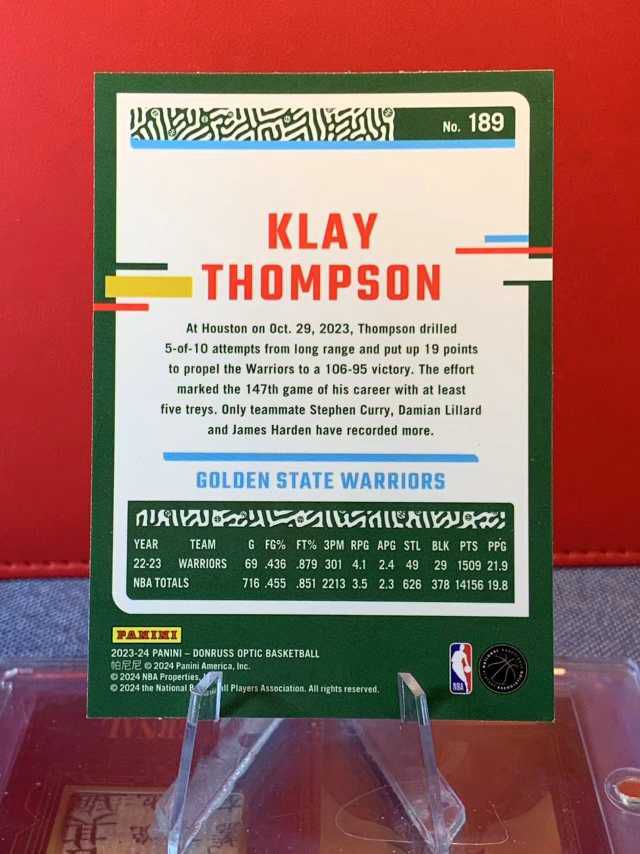 No. 189
KLAY
THOMPSON
At Houston on Oct. 29, 2023, Thompson drilled
5-of-10 attempts from long range and put up 19 points
to propel the Warriors to a 106-95 victory. The effort
marked the 147th game of his career with at least
five treys. Only teammate Stephen Curry, Damian Lillard
and James Harden have recorded more.
GOLDEN STATE WARRIORS
YEAR TEAM G FG% FT% 3PM RPG APG STL BLK PTS PPG
22-23 WARRIORS 69 .436 .879 301 4.1 2.4 49 29 1509 21.9
NBA TOTALS 716 .455 .851 2213 3.5 2.3 626 378 14156 19.8
PANINI
2023-24 PANINI – DONRUSS OPTIC BASKETBALL
帕尼尼 © 2024 Panini America, Inc.
© 2024 NBA Properties,
© 2024 the National Players Association. All rights reserved.
NBA
NATIONAL BASKETBALL PLAYERS ASSOCIATION